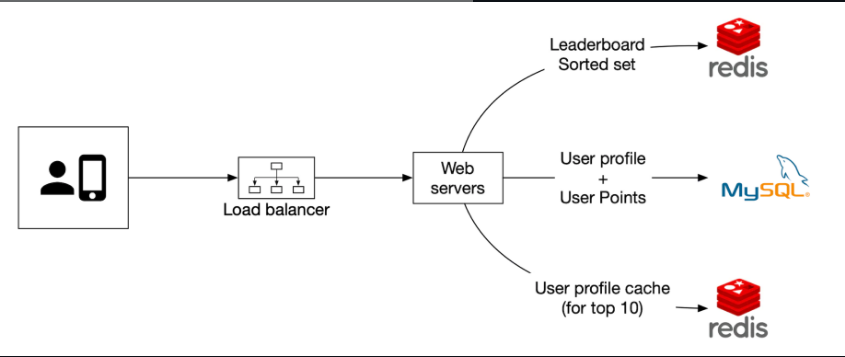 Leaderboard
Sorted set
redis
Web
servers
User profile
+
User Points
MySQL
Load balancer
User profile cache
(for top 10)
redis